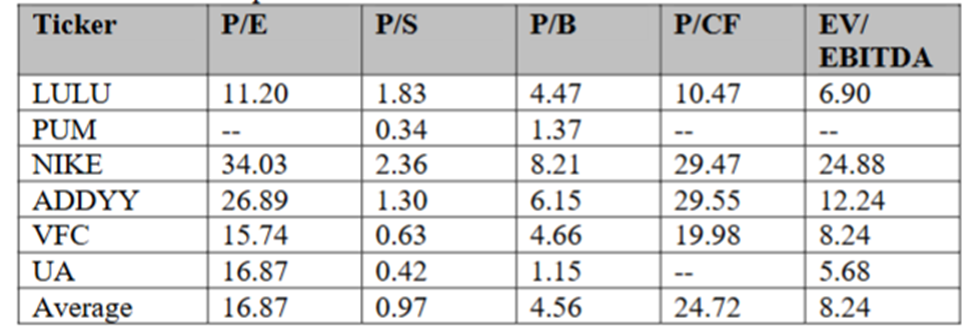 Ticker P/E P/S P/B P/CF EV/
EBITDA
LULU 11.20 1.83 4.47 10.47 6.90
PUM -- 0.34 1.37 -- --
NIKE 34.03 2.36 8.21 29.47 24.88
ADDYY 26.89 1.30 6.15 29.55 12.24
VFC 15.74 0.63 4.66 19.98 8.24
UA 16.87 0.42 1.15 -- 5.68
Average 16.87 0.97 4.56 24.72 8.24